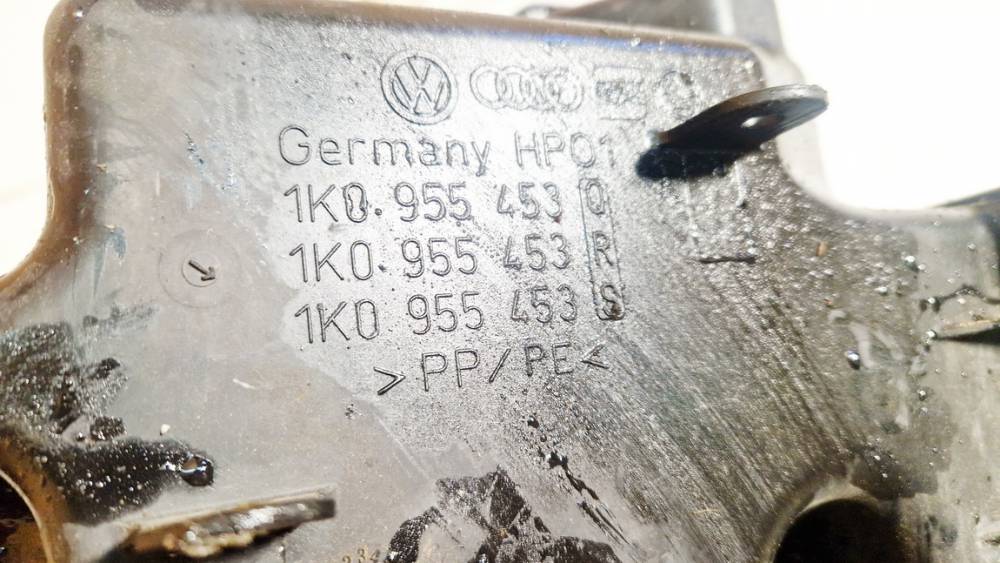 Germany HP01
1K0 955 453 Q
1K0 955 453 R
1K0 955 453 S
>PP/PE<